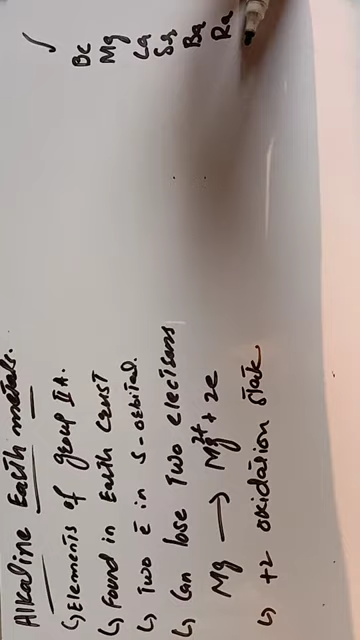 Alkaline Earth metals.
↳ Elements of group II A.
↳ Found in Earth Crust
↳ Two ē in S-orbital.
↳ Can lose two electrons
Mg ⟶ Mg²⁺ + 2e
↳ +2 oxidation state
Be
Mg
Ca
Sr
Ba
Ra